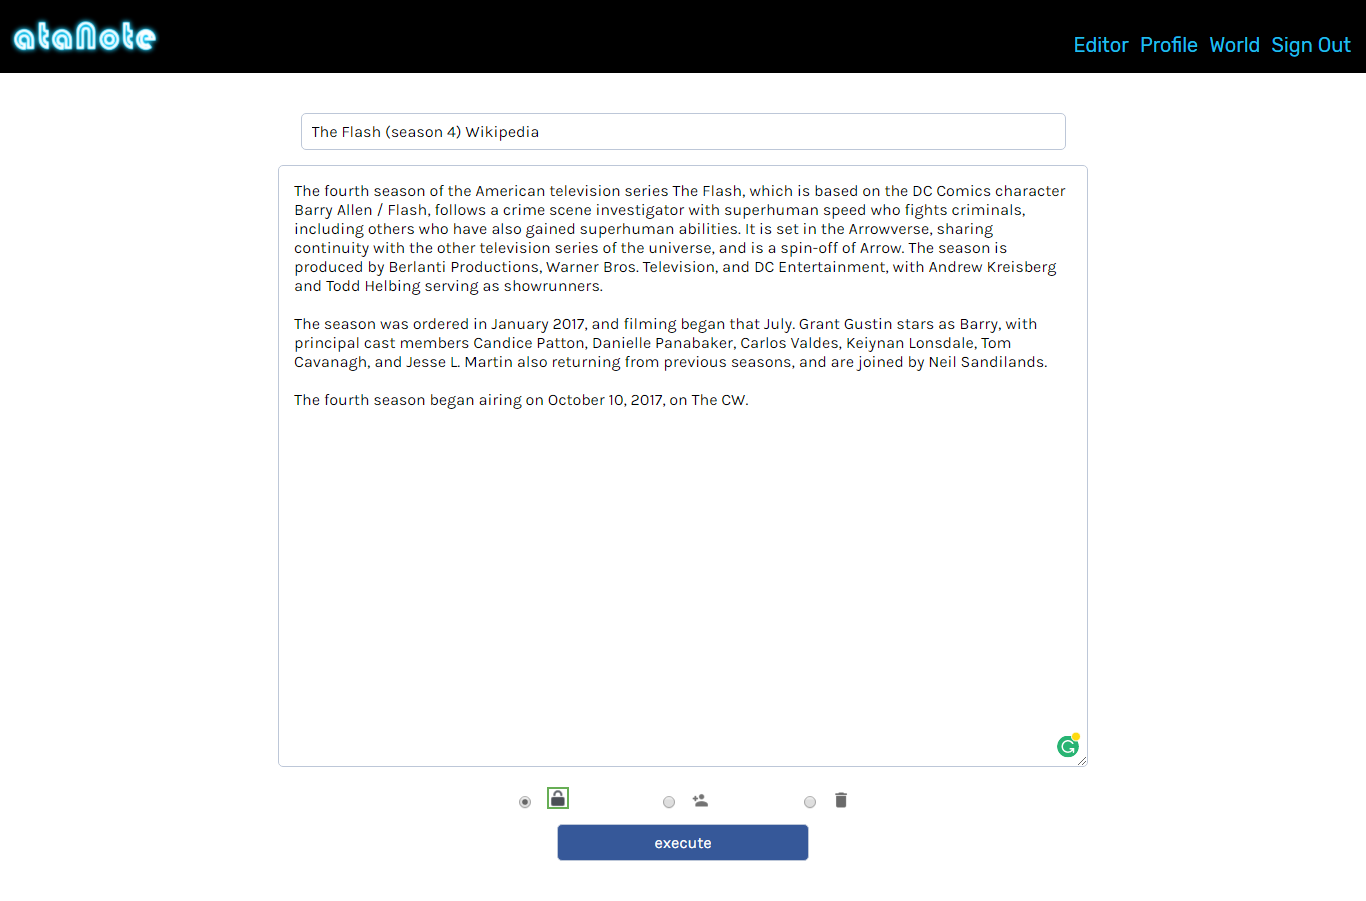 ataNote
Editor Profile World Sign Out
The Flash (season 4) Wikipedia
The fourth season of the American television series The Flash, which is based on the DC Comics character
Barry Allen / Flash, follows a crime scene investigator with superhuman speed who fights criminals,
including others who have also gained superhuman abilities. It is set in the Arrowverse, sharing
continuity with the other television series of the universe, and is a spin-off of Arrow. The season is
produced by Berlanti Productions, Warner Bros. Television, and DC Entertainment, with Andrew Kreisberg
and Todd Helbing serving as showrunners.
The season was ordered in January 2017, and filming began that July. Grant Gustin stars as Barry, with
principal cast members Candice Patton, Danielle Panabaker, Carlos Valdes, Keiynan Lonsdale, Tom
Cavanagh, and Jesse L. Martin also returning from previous seasons, and are joined by Neil Sandilands.
The fourth season began airing on October 10, 2017, on The CW.
execute